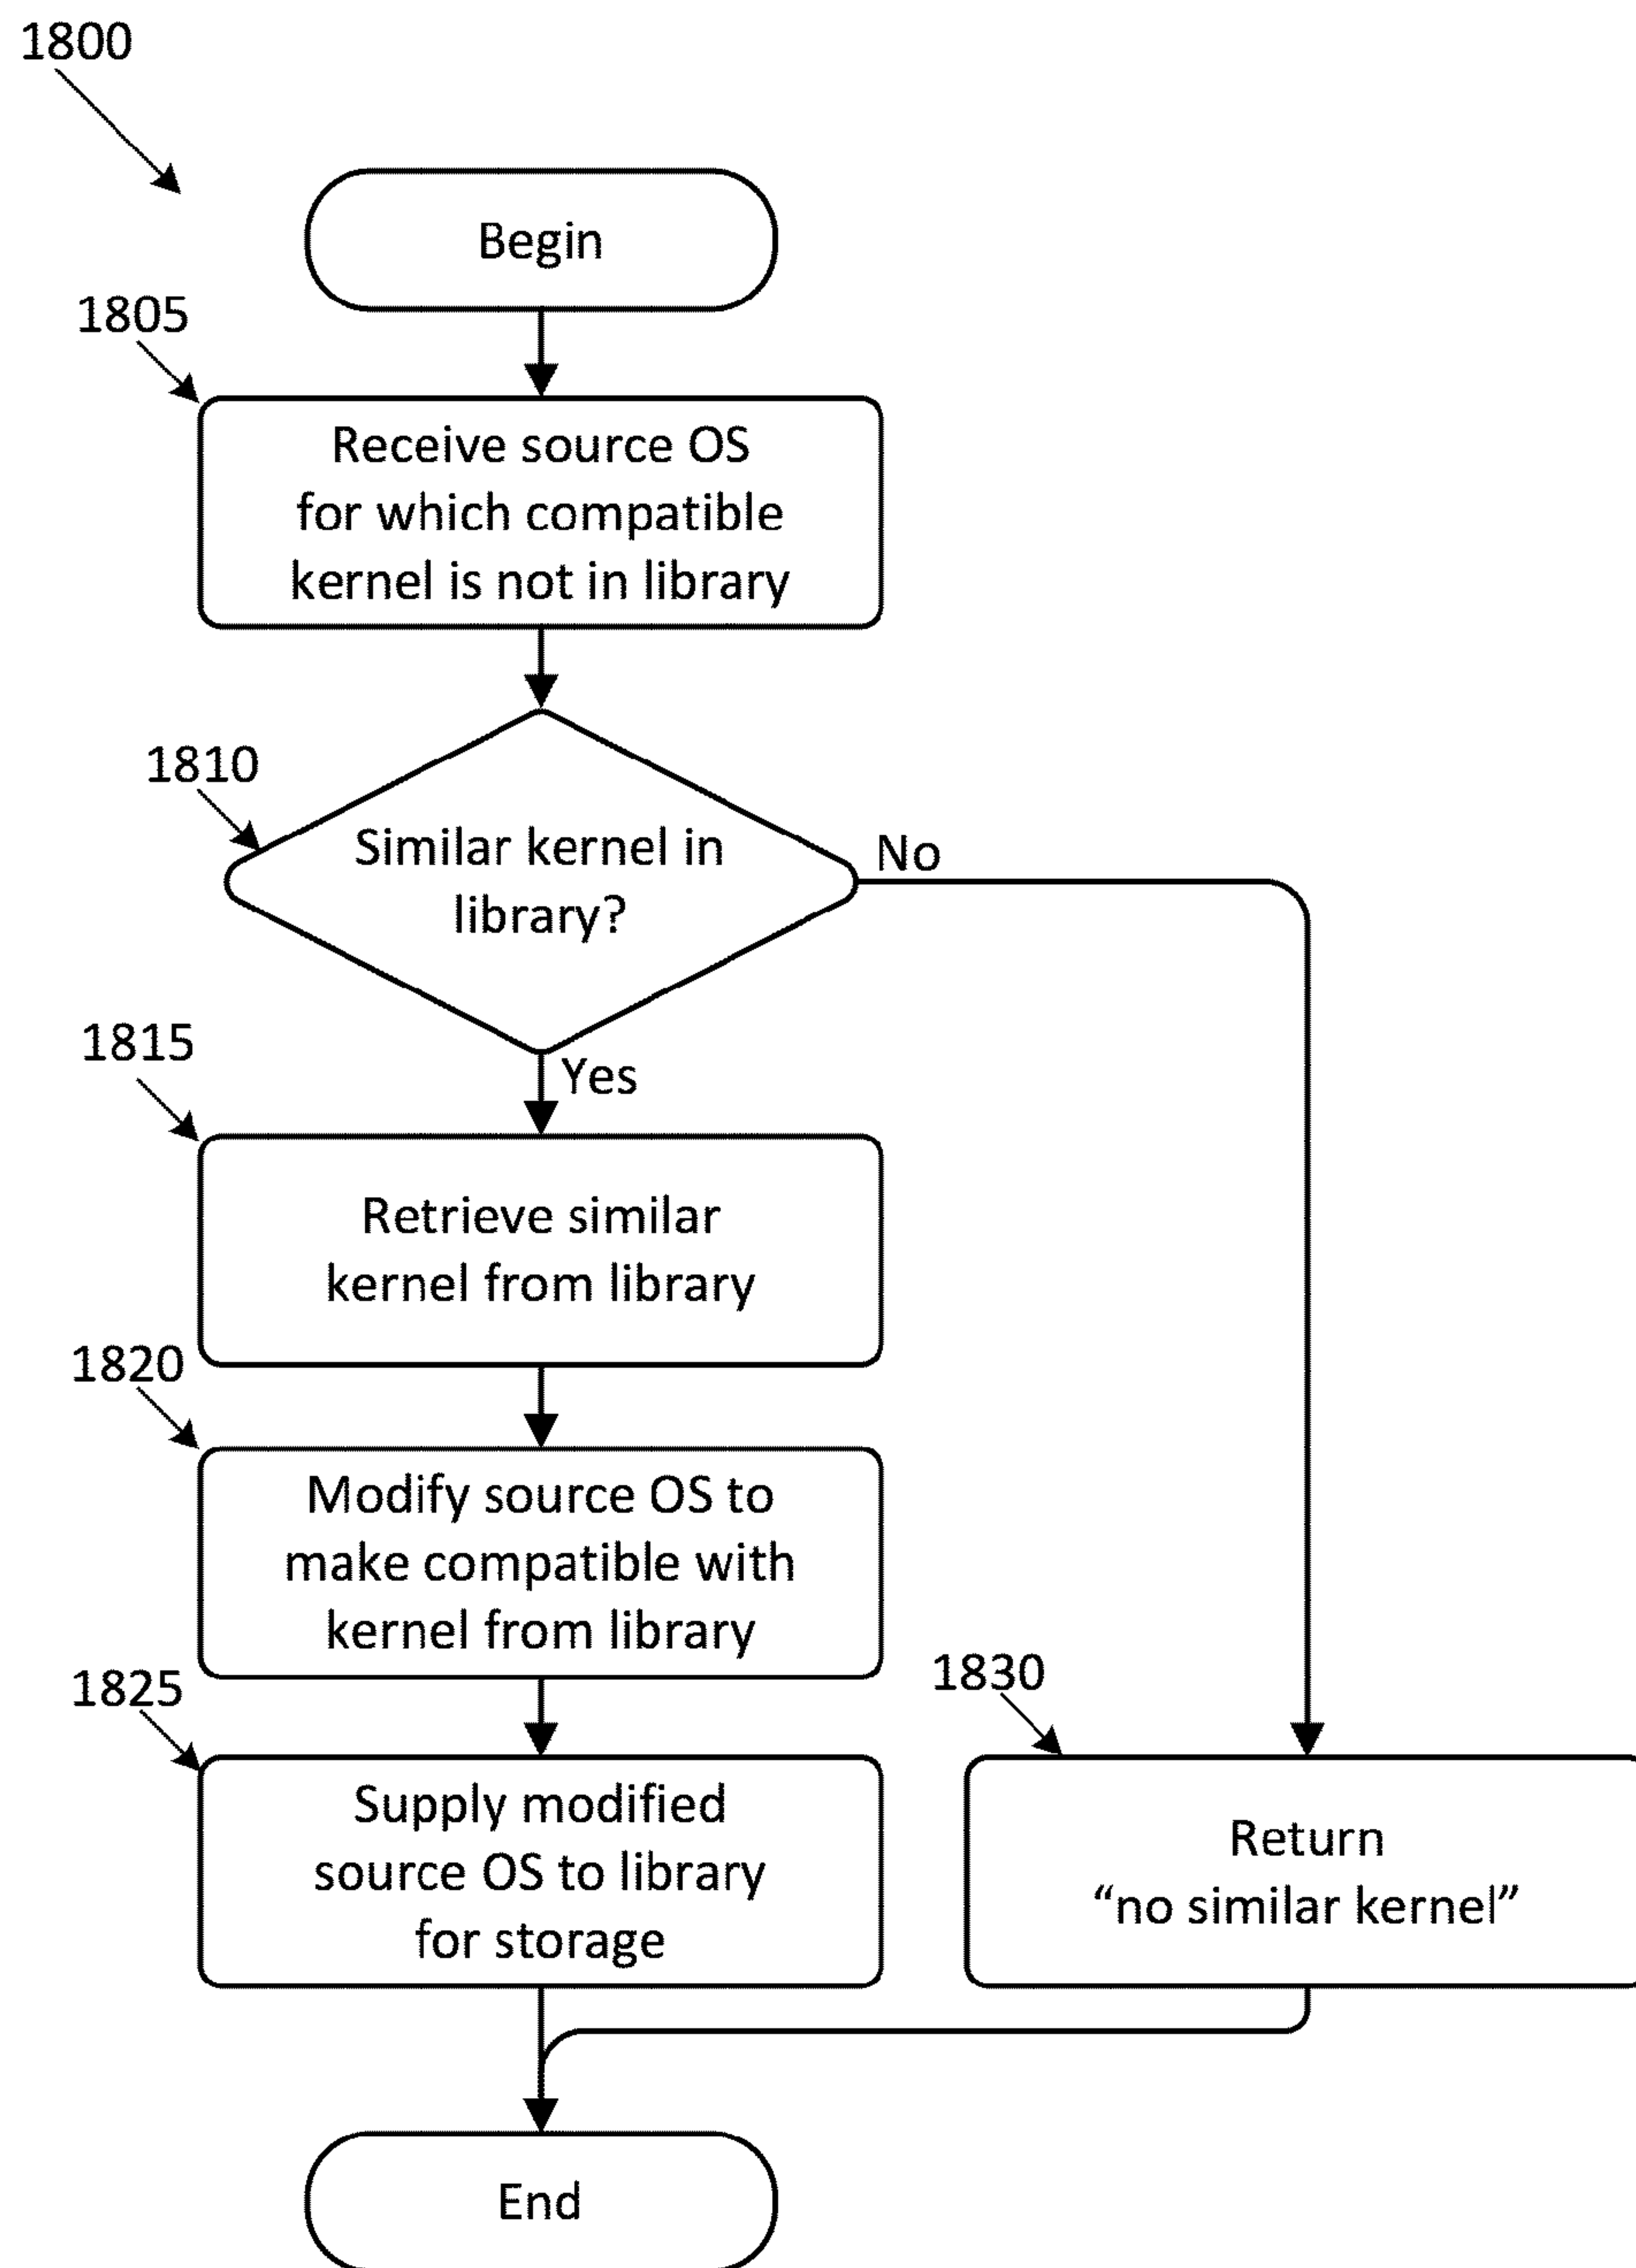 1800
Begin
1805
Receive source OS
for which compatible
kernel is not in library
1810
Similar kernel in
library?
No
Yes
1815
Retrieve similar
kernel from library
1820
Modify source OS to
make compatible with
kernel from library
1825
Supply modified
source OS to library
for storage
1830
Return
“no similar kernel”
End